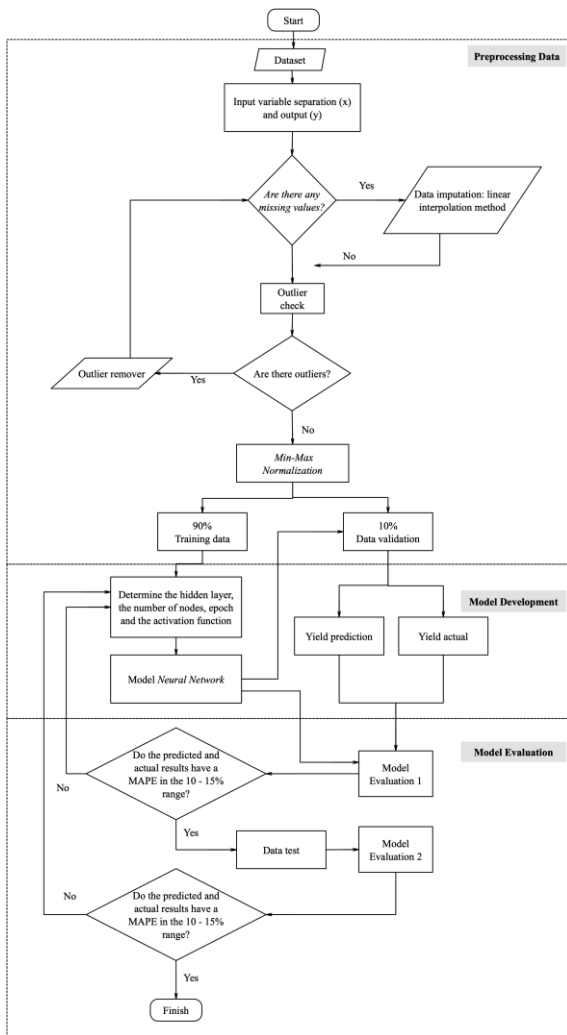 Start
Preprocessing Data
Dataset
Input variable separation (x)
and output (y)
Are there any
missing values?
Yes
Data imputation: linear
interpolation method
No
Outlier
check
Are there outliers?
Yes
Outlier remover
No
Min-Max
Normalization
90%
Training data
10%
Data validation
Model Development
Determine the hidden layer,
the number of nodes, epoch
and the activation function
Yield prediction
Yield actual
Model Neural Network
Model Evaluation
Do the predicted and
actual results have a
MAPE in the 10 - 15%
range?
No
Model
Evaluation 1
Yes
Data test
Model
Evaluation 2
Do the predicted and
actual results have a
MAPE in the 10 - 15%
range?
No
Yes
Finish